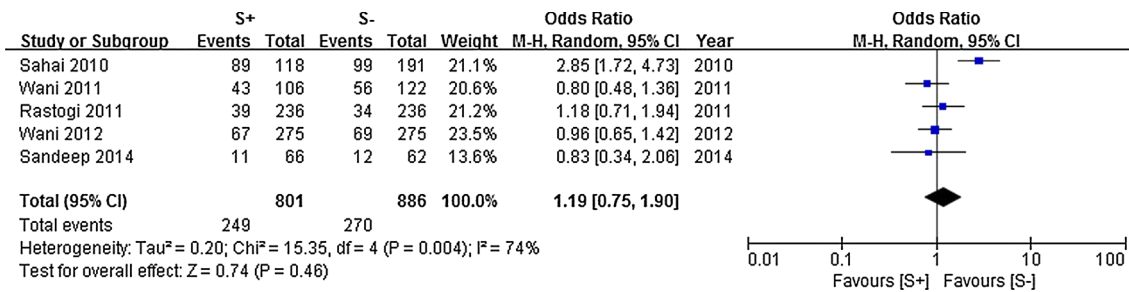 S+ S- Odds Ratio Odds Ratio
Study or Subgroup Events Total Events Total Weight M-H, Random, 95% CI Year M-H, Random, 95% CI
Sahai 2010 89 118 99 191 21.1% 2.85 [1.72, 4.73] 2010
Wani 2011 43 106 56 122 20.6% 0.80 [0.48, 1.36] 2011
Rastogi 2011 39 236 34 236 21.2% 1.18 [0.71, 1.94] 2011
Wani 2012 67 275 69 275 23.5% 0.96 [0.65, 1.42] 2012
Sandeep 2014 11 66 12 62 13.6% 0.83 [0.34, 2.06] 2014
Total (95% CI) 801 886 100.0% 1.19 [0.75, 1.90]
Total events 249 270
Heterogeneity: Tau² = 0.20; Chi² = 15.35, df = 4 (P = 0.004); I² = 74%
Test for overall effect: Z = 0.74 (P = 0.46)
0.01 0.1 1 10 100
Favours [S+] Favours [S-]